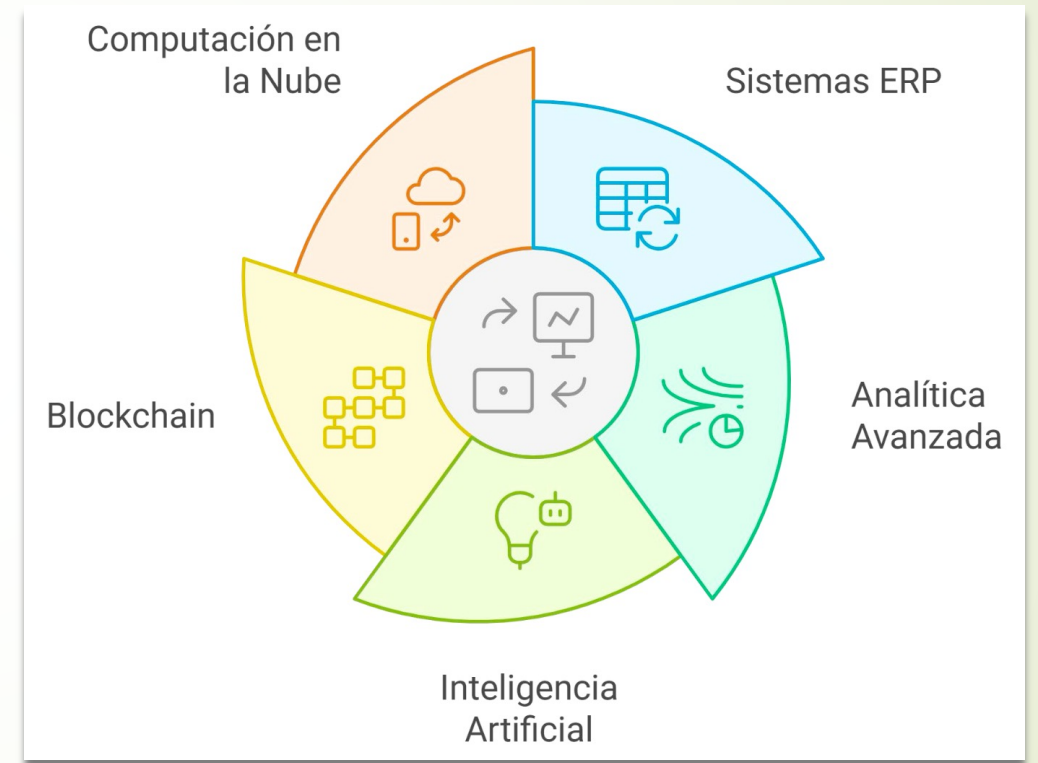 Computación en
la Nube
Sistemas ERP
Analítica
Avanzada
Blockchain
Inteligencia
Artificial